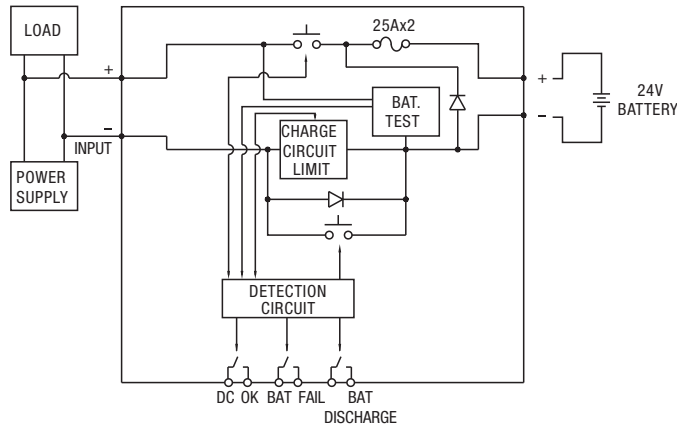 LOAD
25Ax2
+
+
BAT.
TEST
24V
BATTERY
−
−
CHARGE
CIRCUIT
LIMIT
INPUT
POWER
SUPPLY
DETECTION
CIRCUIT
DC OK BAT FAIL BAT
DISCHARGE